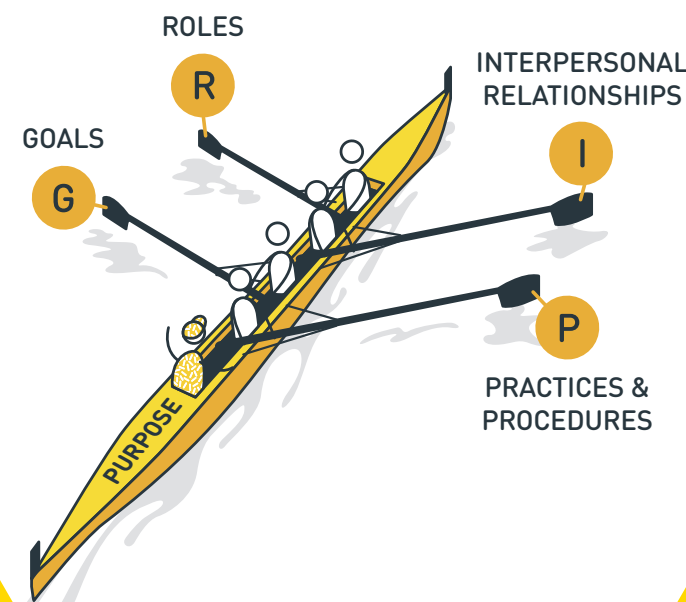 ROLES
R
INTERPERSONAL
RELATIONSHIPS
I
GOALS
G
P
PRACTICES &
PROCEDURES
PURPOSE